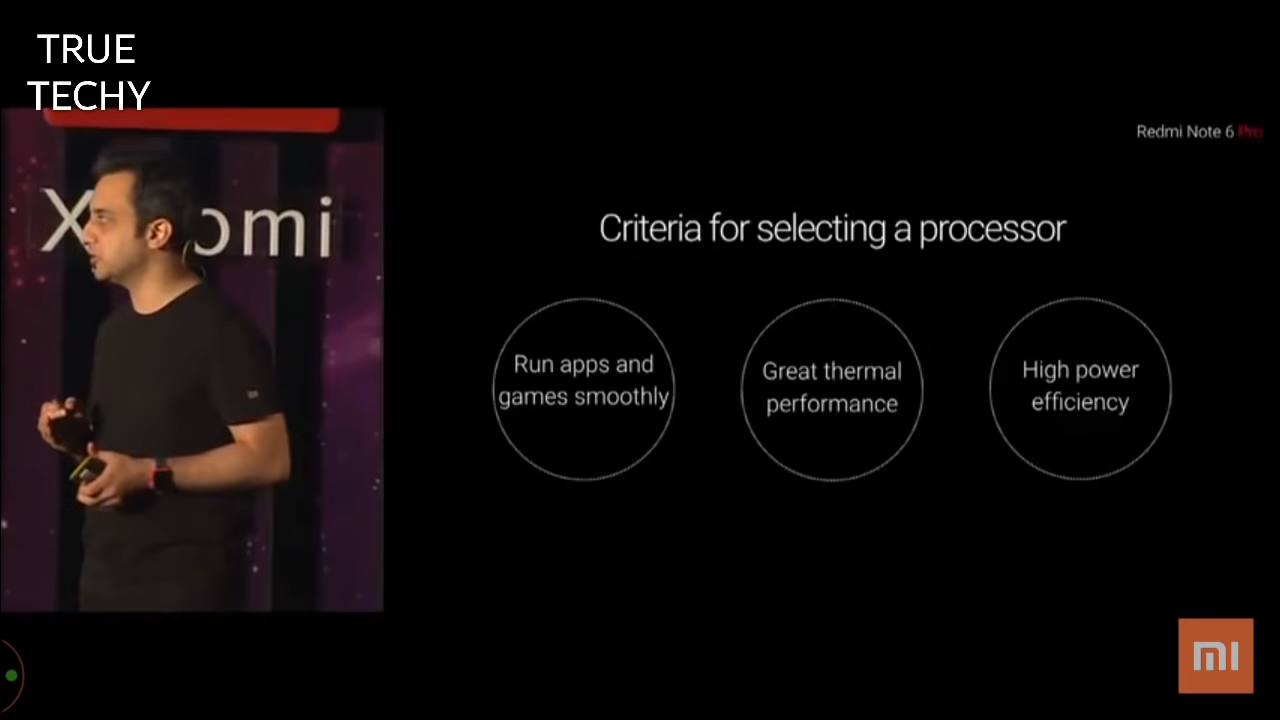 TRUE
TECHY
Xiaomi
Redmi Note 6 Pro
Criteria for selecting a processor
Run apps and
games smoothly
Great thermal
performance
High power
efficiency
MI